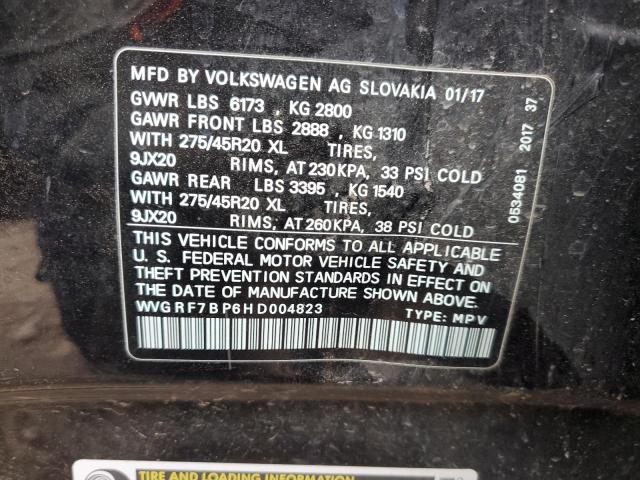 MFD BY VOLKSWAGEN AG SLOVAKIA 01/17
GVWR LBS 6173 , KG 2800
GAWR FRONT LBS 2888 , KG 1310
WITH 275/45R20 XL TIRES,
9JX20 RIMS, AT 230KPA, 33 PSI COLD
GAWR REAR LBS 3395 , KG 1540
WITH 275/45R20 XL TIRES,
9JX20 RIMS, AT 260KPA, 38 PSI COLD
THIS VEHICLE CONFORMS TO ALL APPLICABLE
U. S. FEDERAL MOTOR VEHICLE SAFETY AND
THEFT PREVENTION STANDARDS IN EFFECT ON
THE DATE OF MANUFACTURE SHOWN ABOVE.
WVGRF7BP6HD004823 TYPE: MPV
0534081 2017 37
TIRE AND LOADING INFORMATION